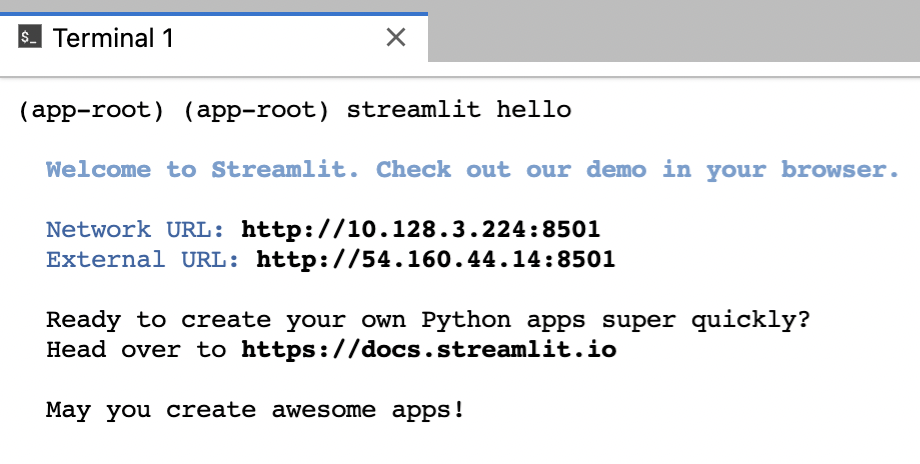 $_ Terminal 1
(app-root) (app-root) streamlit hello
Welcome to Streamlit. Check out our demo in your browser.
Network URL: http://10.128.3.224:8501
External URL: http://54.160.44.14:8501
Ready to create your own Python apps super quickly?
Head over to https://docs.streamlit.io
May you create awesome apps!